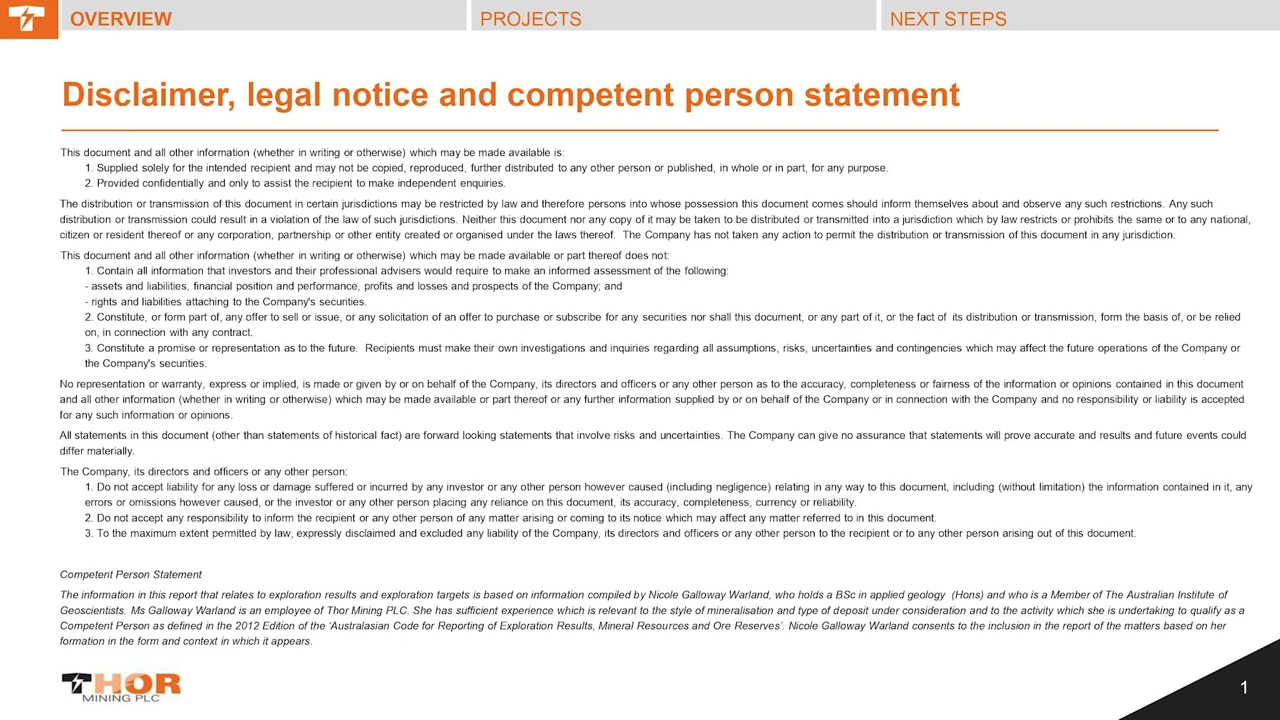 OVERVIEW
PROJECTS
NEXT STEPS
Disclaimer, legal notice and competent person statement
This document and all other information (whether in writing or otherwise) which may be made available is:
1. Supplied solely for the intended recipient and may not be copied, reproduced, further distributed to any other person or published, in whole or in part, for any purpose.
2. Provided confidentially and only to assist the recipient to make independent enquiries.
The distribution or transmission of this document in certain jurisdictions may be restricted by law and therefore persons into whose possession this document comes should inform themselves about and observe any such restrictions. Any such
distribution or transmission could result in a violation of the law of such jurisdictions. Neither this document nor any copy of it may be taken to be distributed or transmitted into a jurisdiction which by law restricts or prohibits the same or to any national,
citizen or resident thereof or any corporation, partnership or other entity created or organised under the laws thereof.  The Company has not taken any action to permit the distribution or transmission of this document in any jurisdiction.
This document and all other information (whether in writing or otherwise) which may be made available or part thereof does not:
1. Contain all information that investors and their professional advisers would require to make an informed assessment of the following:
- assets and liabilities, financial position and performance, profits and losses and prospects of the Company; and
- rights and liabilities attaching to the Company's securities.
2. Constitute, or form part of, any offer to sell or issue, or any solicitation of an offer to purchase or subscribe for any securities nor shall this document, or any part of it, or the fact of  its distribution or transmission, form the basis of, or be relied
on, in connection with any contract.
3. Constitute a promise or representation as to the future.  Recipients must make their own investigations and inquiries regarding all assumptions, risks, uncertainties and contingencies which may affect the future operations of the Company or
the Company's securities.
No representation or warranty, express or implied, is made or given by or on behalf of the Company, its directors and officers or any other person as to the accuracy, completeness or fairness of the information or opinions contained in this document
and all other information (whether in writing or otherwise) which may be made available or part thereof or any further information supplied by or on behalf of the Company or in connection with the Company and no responsibility or liability is accepted
for any such information or opinions.
All statements in this document (other than statements of historical fact) are forward looking statements that involve risks and uncertainties. The Company can give no assurance that statements will prove accurate and results and future events could
differ materially.
The Company, its directors and officers or any other person:
1. Do not accept liability for any loss or damage suffered or incurred by any investor or any other person however caused (including negligence) relating in any way to this document, including (without limitation) the information contained in it, any
errors or omissions however caused, or the investor or any other person placing any reliance on this document, its accuracy, completeness, currency or reliability.
2. Do not accept any responsibility to inform the recipient or any other person of any matter arising or coming to its notice which may affect any matter referred to in this document.
3. To the maximum extent permitted by law, expressly disclaimed and excluded any liability of the Company, its directors and officers or any other person to the recipient or to any other person arising out of this document.
Competent Person Statement
The information in this report that relates to exploration results and exploration targets is based on information compiled by Nicole Galloway Warland, who holds a BSc in applied geology  (Hons) and who is a Member of The Australian Institute of
Geoscientists. Ms Galloway Warland is an employee of Thor Mining PLC. She has sufficient experience which is relevant to the style of mineralisation and type of deposit under consideration and to the activity which she is undertaking to qualify as a
Competent Person as defined in the 2012 Edition of the ‘Australasian Code for Reporting of Exploration Results, Mineral Resources and Ore Reserves’. Nicole Galloway Warland consents to the inclusion in the report of the matters based on her
formation in the form and context in which it appears.
THOR
MINING PLC
1